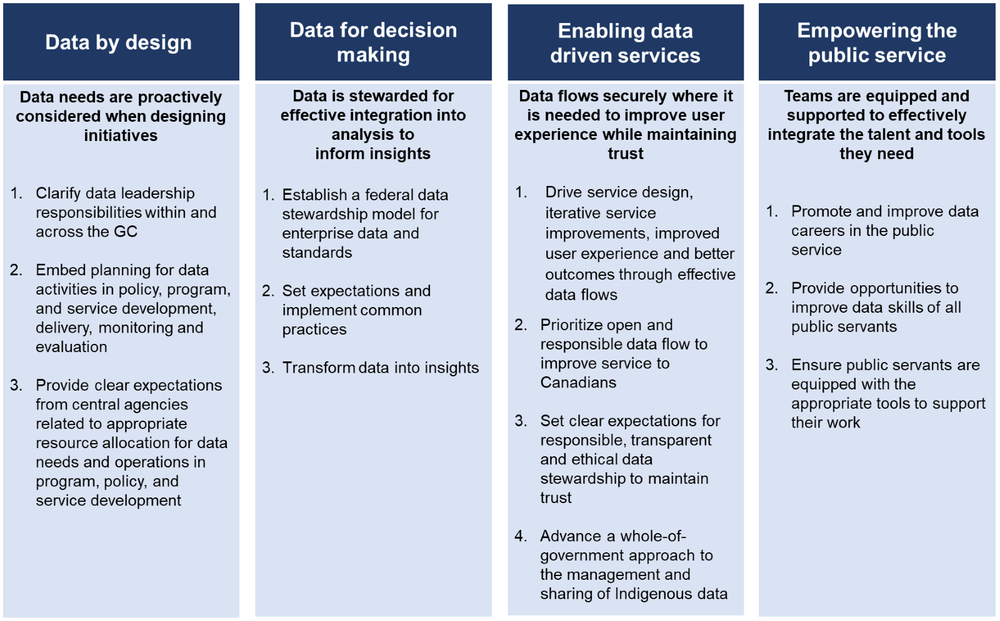 Data by design
Data needs are proactively
considered when designing
initiatives
1. Clarify data leadership
responsibilities within and
across the GC
2. Embed planning for data
activities in policy, program,
and service development,
delivery, monitoring and
evaluation
3. Provide clear expectations
from central agencies
related to appropriate
resource allocation for data
needs and operations in
program, policy, and
service development
Data for decision
making
Data is stewarded for
effective integration into
analysis to
inform insights
1. Establish a federal data
stewardship model for
enterprise data and
standards
2. Set expectations and
implement common
practices
3. Transform data into insights
Enabling data
driven services
Data flows securely where it
is needed to improve user
experience while maintaining
trust
1. Drive service design,
iterative service
improvements, improved
user experience and better
outcomes through effective
data flows
2. Prioritize open and
responsible data flow to
improve service to
Canadians
3. Set clear expectations for
responsible, transparent
and ethical data
stewardship to maintain
trust
4. Advance a whole-of-
government approach to
the management and
sharing of Indigenous data
Empowering the
public service
Teams are equipped and
supported to effectively
integrate the talent and tools
they need
1. Promote and improve data
careers in the public
service
2. Provide opportunities to
improve data skills of all
public servants
3. Ensure public servants are
equipped with the
appropriate tools to support
their work